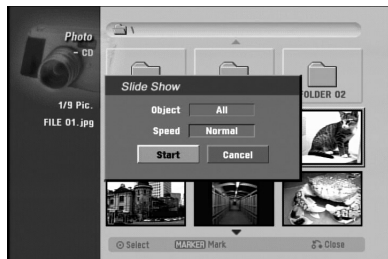 Photo
- CD
1/9 Pic.
FILE 01.jpg
\
FOLDER 02
Slide Show
Object All
Speed Normal
Start Cancel
Select MARKER Mark Close